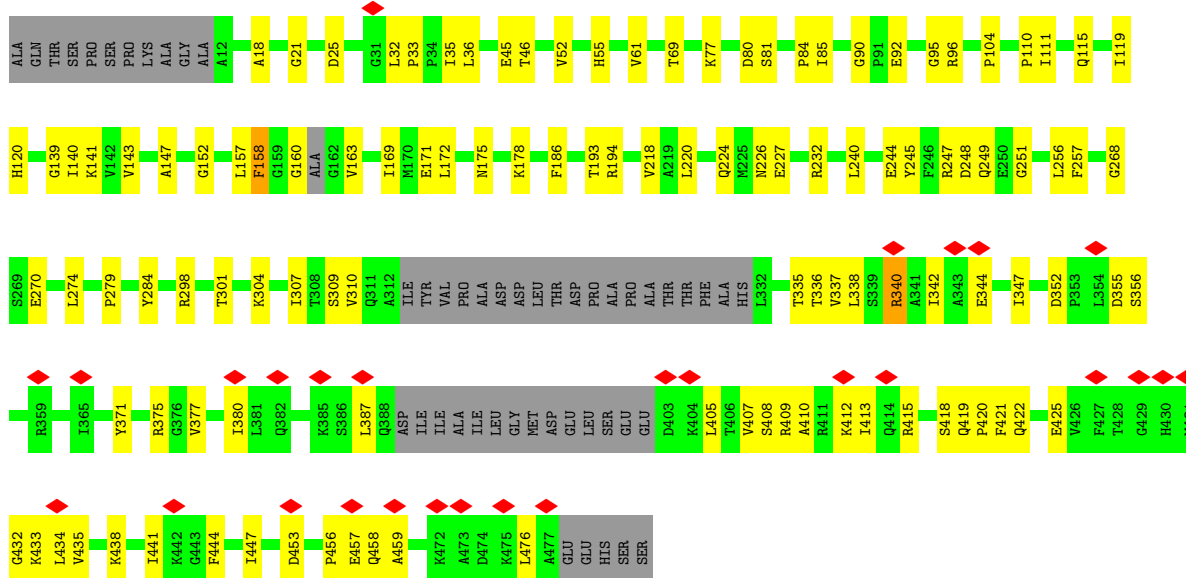 ALA GLN THR SER PRO SER PRO LYS ALA GLY ALA A12 A18 G21 D25 G31 L32 P33 P34 I35 L36 E45 T46 V52 H55 V61 T69 K77 D80 S81 P84 I85 G90 P91 E92 G95 R96 P104 P110 I111 Q115 I119
H120 G139 I140 K141 V142 V143 A147 G152 L157 F158 G159 G160 ALA G162 V163 I169 M170 E171 L172 N175 K178 F186 T193 R194 V218 A219 L220 Q224 M225 N226 E227 R232 L240 E244 Y245 F246 R247 D248 Q249 E250 G251 L256 F257 G268
S269 E270 L274 P279 Y284 R298 T301 K304 I307 T308 S309 V310 Q311 A312 ILE TYR VAL PRO ALA ASP ASP LEU THR ASP PRO ALA PRO ALA THR THR PHE ALA HIS L332 T335 T336 V337 L338 S339 R340 A341 I342 A343 E344 I347 D352 P353 L354 D355 S356
R359 I365 Y371 R375 G376 V377 I380 L381 Q382 K385 S386 L387 Q388 ASP ILE ILE ALA ILE LEU GLY MET ASP GLU LEU SER GLU GLU D403 K404 L405 T406 V407 S408 R409 A410 R411 K412 I413 Q414 R415 S418 Q419 P420 F421 Q422 E425 V426 F427 T428 G429 H430
G432 K433 L434 V435 K438 I441 K442 G443 F444 I447 D453 P456 E457 Q458 A459 K472 A473 D474 K475 L476 A477 GLU GLU HIS SER SER